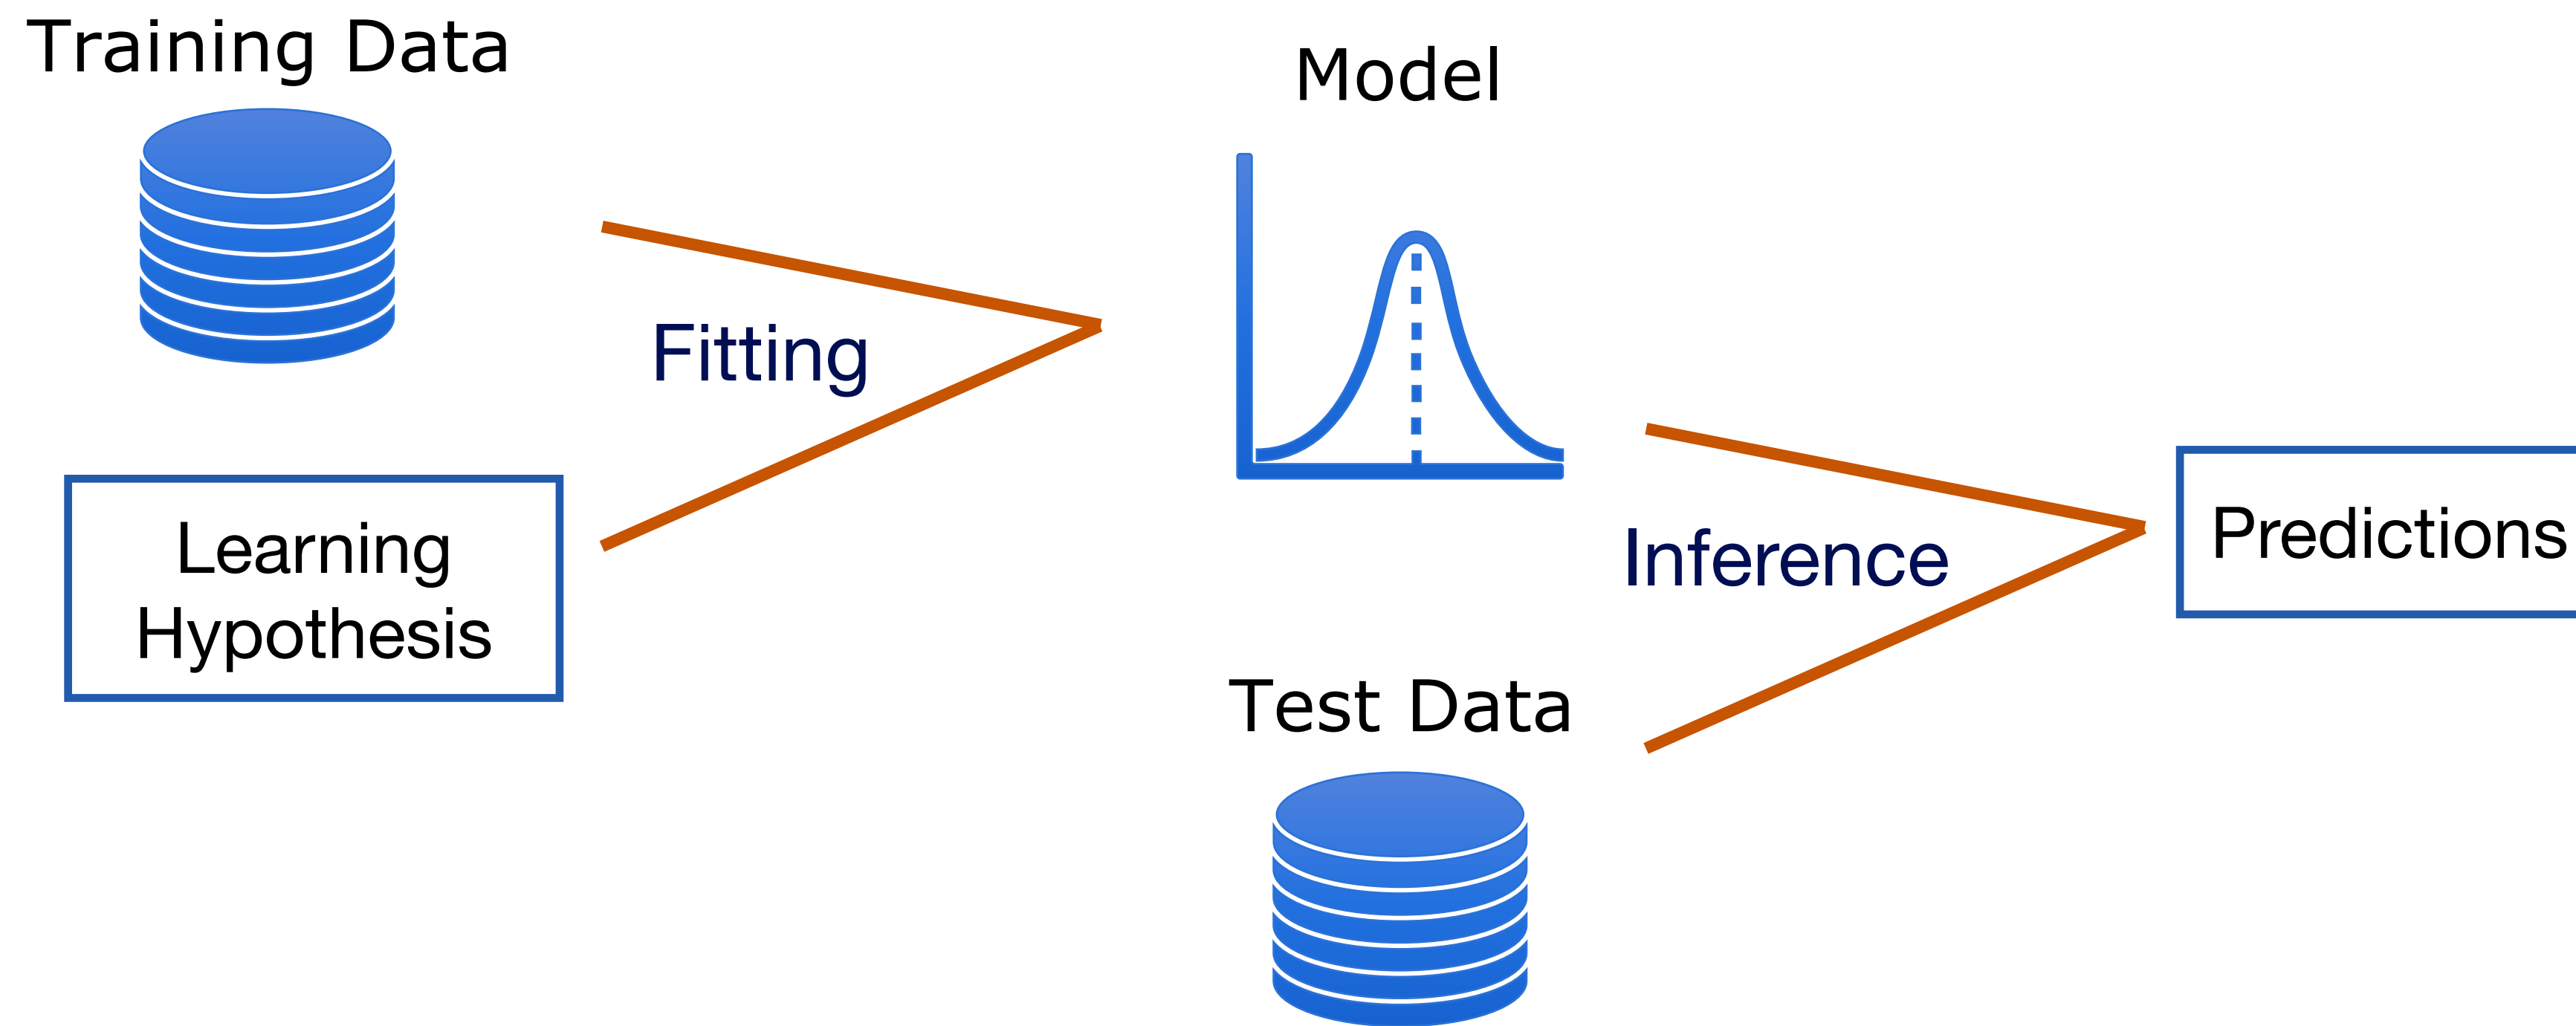 Training Data
Model
Fitting
Learning
Hypothesis
Inference
Predictions
Test Data